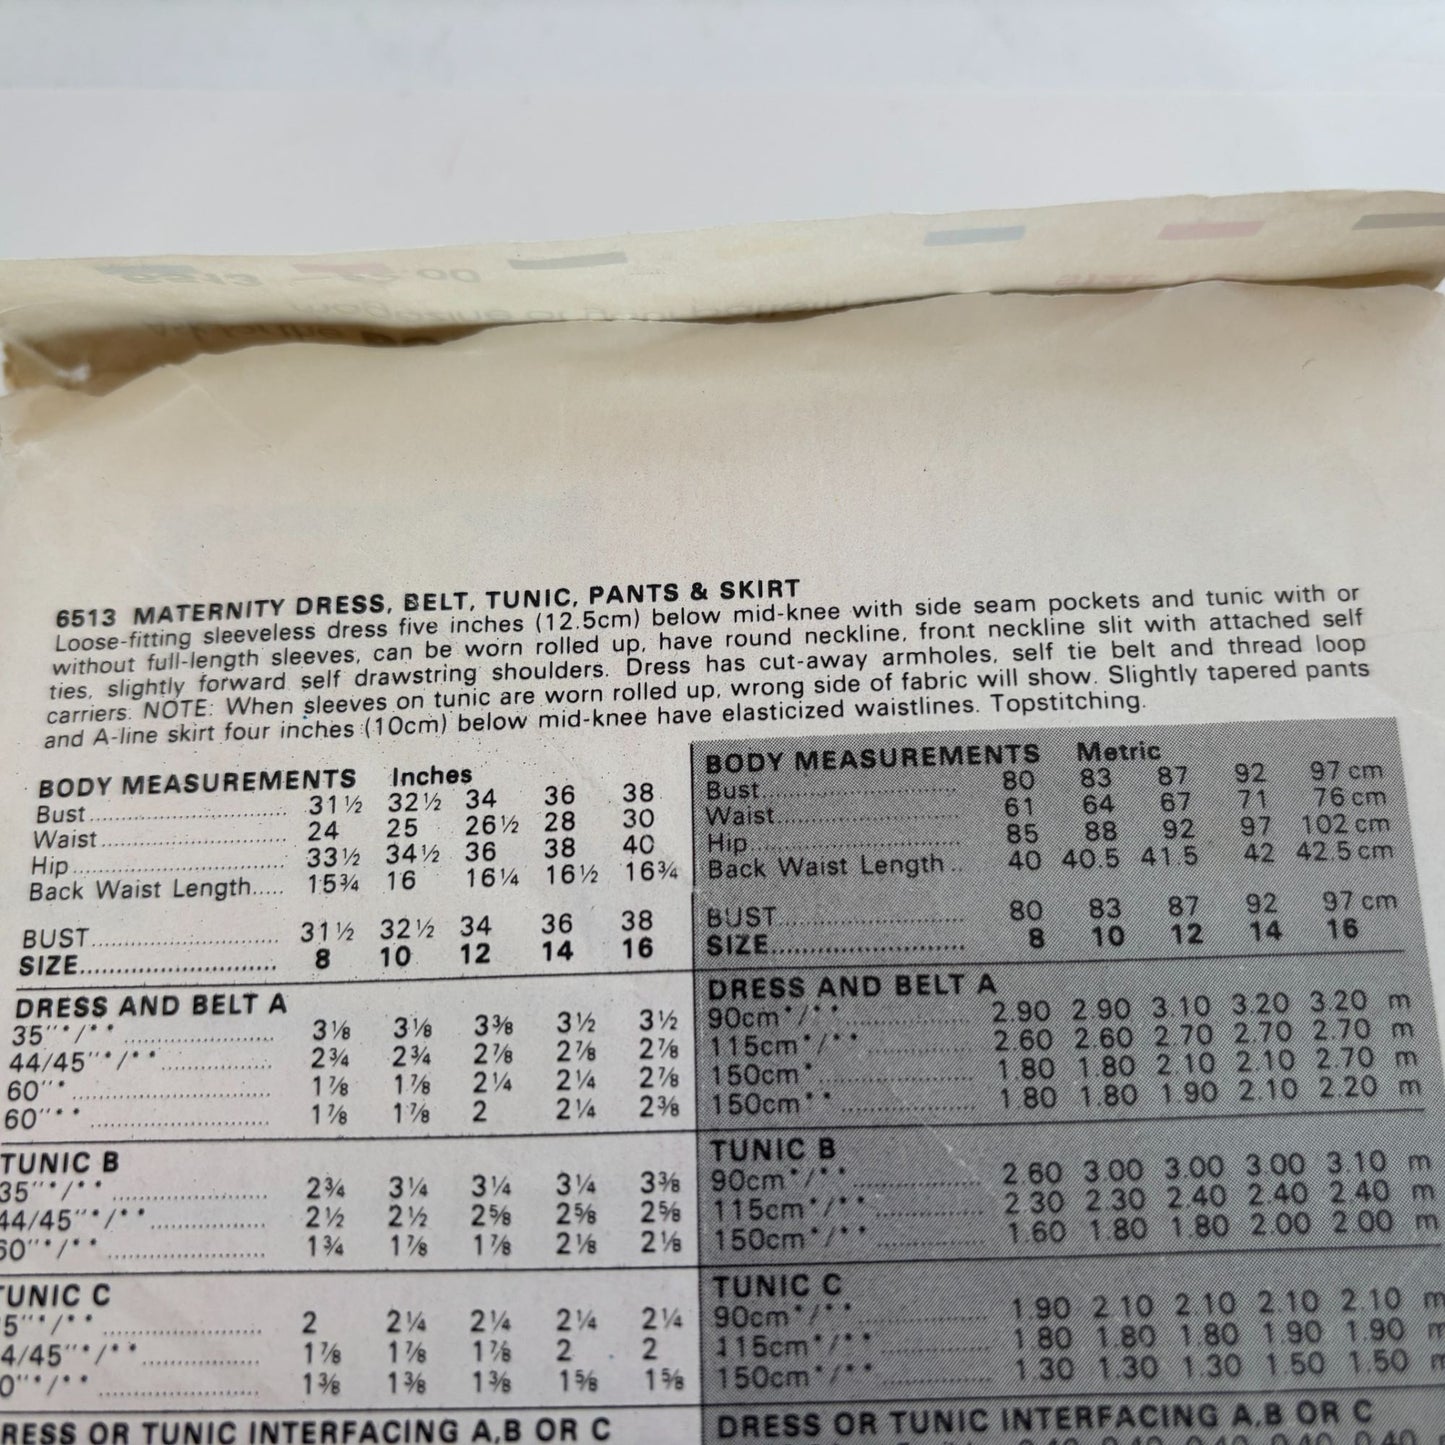 6513 MATERNITY DRESS, BELT, TUNIC, PANTS & SKIRT
Loose-fitting sleeveless dress five inches (12.5cm) below mid-knee with side seam pockets and tunic with or
without full-length sleeves, can be worn rolled up, have round neckline, front neckline slit with attached self
ties, slightly forward self drawstring shoulders. Dress has cut-away armholes, self tie belt and thread loop
carriers. NOTE: When sleeves on tunic are worn rolled up, wrong side of fabric will show. Slightly tapered pants
and A-line skirt four inches (10cm) below mid-knee have elasticized waistlines. Topstitching.
BODY MEASUREMENTS Inches
Bust 31½ 32½ 34 36 38
Waist 24 25 26½ 28 30
Hip 33½ 34½ 36 38 40
Back Waist Length 15¾ 16 16¼ 16½ 16¾
BUST 31½ 32½ 34 36 38
SIZE 8 10 12 14 16
DRESS AND BELT A
35"*/** 3⅛ 3⅛ 3⅜ 3½ 3½
44/45"*/** 2¾ 2¾ 2⅞ 2⅞ 2⅞
60"* 1⅞ 1⅞ 2¼ 2¼ 2⅞
60"** 1⅞ 1⅞ 2 2¼ 2⅜
TUNIC B
35"*/** 2¾ 3¼ 3¼ 3¼ 3⅜
44/45"*/** 2½ 2½ 2⅝ 2⅝ 2⅝
60"*/** 1¾ 1⅞ 1⅞ 2⅛ 2⅛
TUNIC C
5"*/** 2 2¼ 2¼ 2¼ 2¼
4/45"*/** 1⅞ 1⅞ 1⅞ 2 2
0"*/** 1⅜ 1⅜ 1⅜ 1⅝ 1⅝
RESS OR TUNIC INTERFACING A,B OR C
BODY MEASUREMENTS Metric
Bust 80 83 87 92 97 cm
Waist 61 64 67 71 76 cm
Hip 85 88 92 97 102 cm
Back Waist Length 40 40.5 41.5 42 42.5 cm
BUST 80 83 87 92 97 cm
SIZE 8 10 12 14 16
DRESS AND BELT A
90cm*/** 2.90 2.90 3.10 3.20 3.20 m
115cm*/** 2.60 2.60 2.70 2.70 2.70 m
150cm* 1.80 1.80 2.10 2.10 2.70 m
150cm** 1.80 1.80 1.90 2.10 2.20 m
TUNIC B
90cm*/** 2.60 3.00 3.00 3.00 3.10 m
115cm*/** 2.30 2.30 2.40 2.40 2.40 m
150cm*/** 1.60 1.80 1.80 2.00 2.00 m
TUNIC C
90cm*/** 1.90 2.10 2.10 2.10 2.10 m
115cm*/** 1.80 1.80 1.80 1.90 1.90 m
150cm*/** 1.30 1.30 1.30 1.50 1.50 m
DRESS OR TUNIC INTERFACING A,B OR C